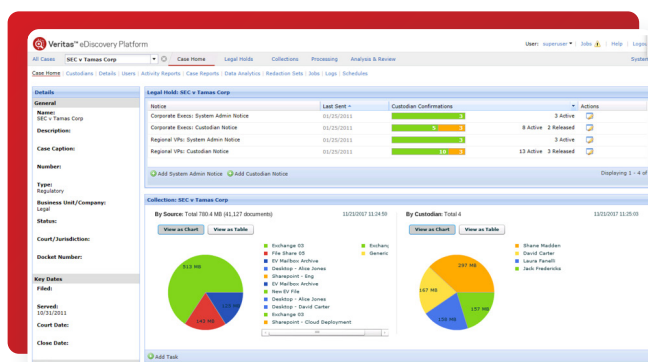 Veritas™ eDiscovery Platform
User: superuser Jobs Help Logou
All Cases SEC v Tamas Corp Case Home Legal Holds Collections Processing Analysis & Review System
Case Home Custodians Details Users Activity Reports Case Reports Data Analytics Redaction Sets Jobs Logs Schedules
Details
General
Name:
SEC v Tamas Corp
Description:
Case Caption:
Number:
Type:
Regulatory
Business Unit/Company:
Legal
Status:
Court/Jurisdiction:
Docket Number:
Key Dates
Filed:
Served:
10/31/2011
Court Date:
Close Date:
Legal Hold: SEC v Tamas Corp
Notice Last Sent Custodian Confirmations Actions
Corporate Execs: System Admin Notice 01/25/2011 3 3 Active
Corporate Execs: Custodian Notice 01/25/2011 5 3 8 Active 2 Released
Regional VPs: System Admin Notice 01/25/2011 3 3 Active
Regional VPs: Custodian Notice 01/25/2011 10 3 13 Active 3 Released
Add System Admin Notice Add Custodian Notice Displaying 1 - 4 of
Collection: SEC v Tamas Corp
By Source: Total 780.4 MB (41,127 documents) 11/21/2017 11:24:59
View as Chart View as Table
510 MB
143 MB
Exchange 03
File Share 05
EV Mailbox Archive
Desktop - Alice Jones
Sharepoint - Eng
EV Mailbox Archive
New EV File
Desktop - Alice Jones
Desktop - David Carter
Exchange 03
Sharepoint - Cloud Deployment
Exchang
Generic
By Custodian: Total 4 11/21/2017 11:25:03
View as Chart View as Table
297 MB
167 MB
157 MB
Shane Madden
David Carter
Laura Farrell
Jack Fredericks
Add Task